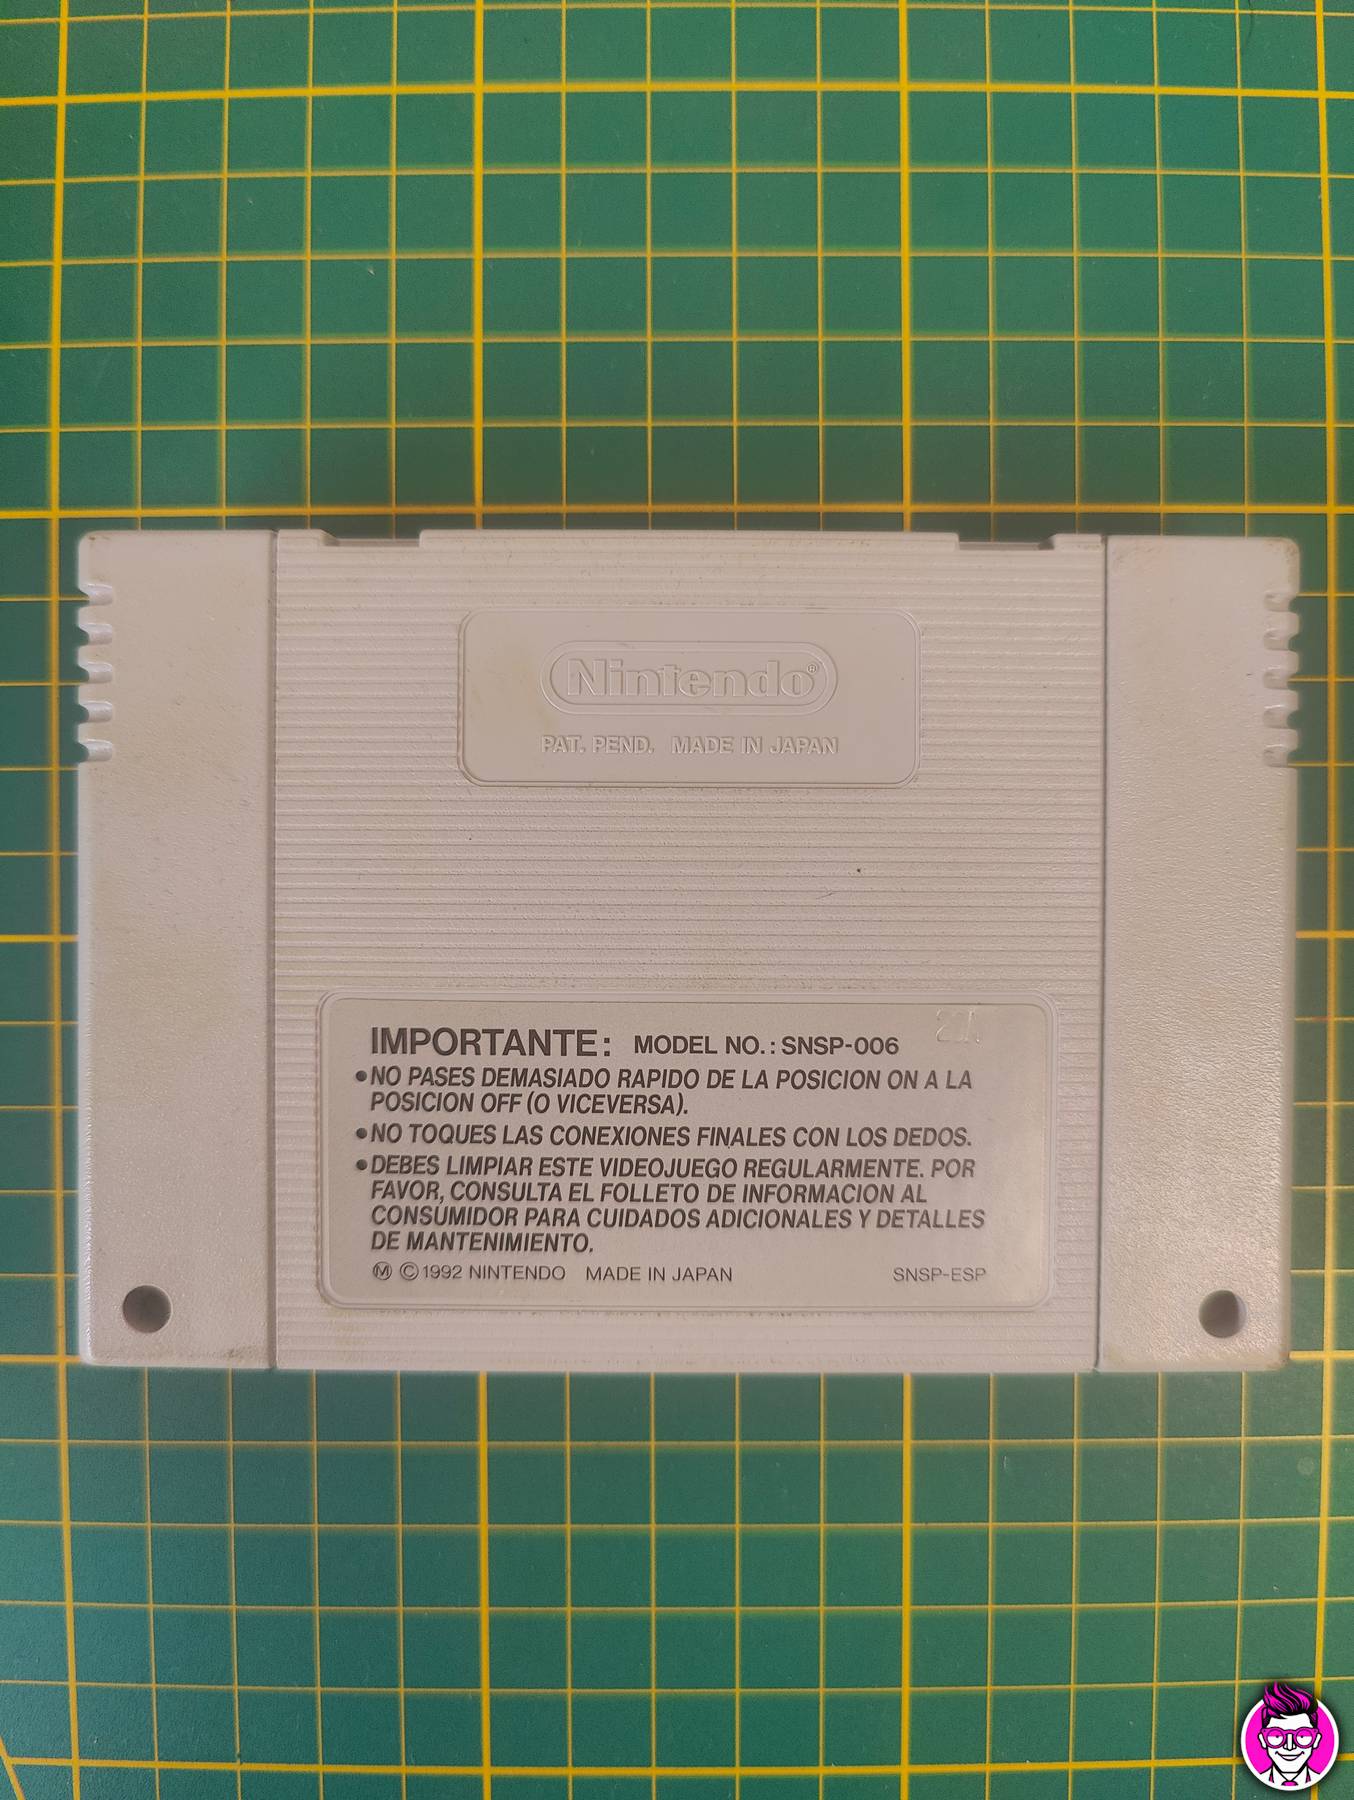 Nintendo®
PAT. PEND. MADE IN JAPAN
IMPORTANTE: MODEL NO.: SNSP-006
21A
•NO PASES DEMASIADO RAPIDO DE LA POSICION ON A LA
POSICION OFF (O VICEVERSA).
•NO TOQUES LAS CONEXIONES FINALES CON LOS DEDOS.
•DEBES LIMPIAR ESTE VIDEOJUEGO REGULARMENTE. POR
FAVOR, CONSULTA EL FOLLETO DE INFORMACION AL
CONSUMIDOR PARA CUIDADOS ADICIONALES Y DETALLES
DE MANTENIMIENTO.
Ⓜ ©1992 NINTENDO MADE IN JAPAN SNSP-ESP